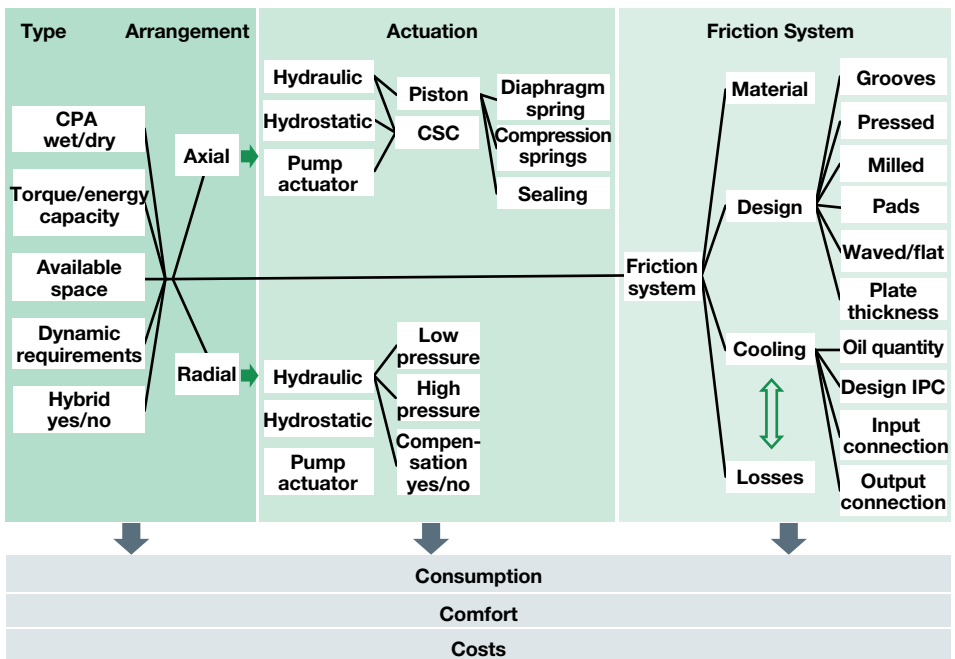 Type
Arrangement
CPA
wet/dry
Torque/energy
capacity
Available
space
Dynamic
requirements
Hybrid
yes/no
Axial
Radial
Actuation
Hydraulic
Hydrostatic
Pump
actuator
Piston
CSC
Diaphragm
spring
Compression
springs
Sealing
Hydraulic
Hydrostatic
Pump
actuator
Low
pressure
High
pressure
Compen-
sation
yes/no
Friction System
Friction
system
Material
Design
Cooling
Losses
Grooves
Pressed
Milled
Pads
Waved/flat
Plate
thickness
Oil quantity
Design IPC
Input
connection
Output
connection
Consumption
Comfort
Costs